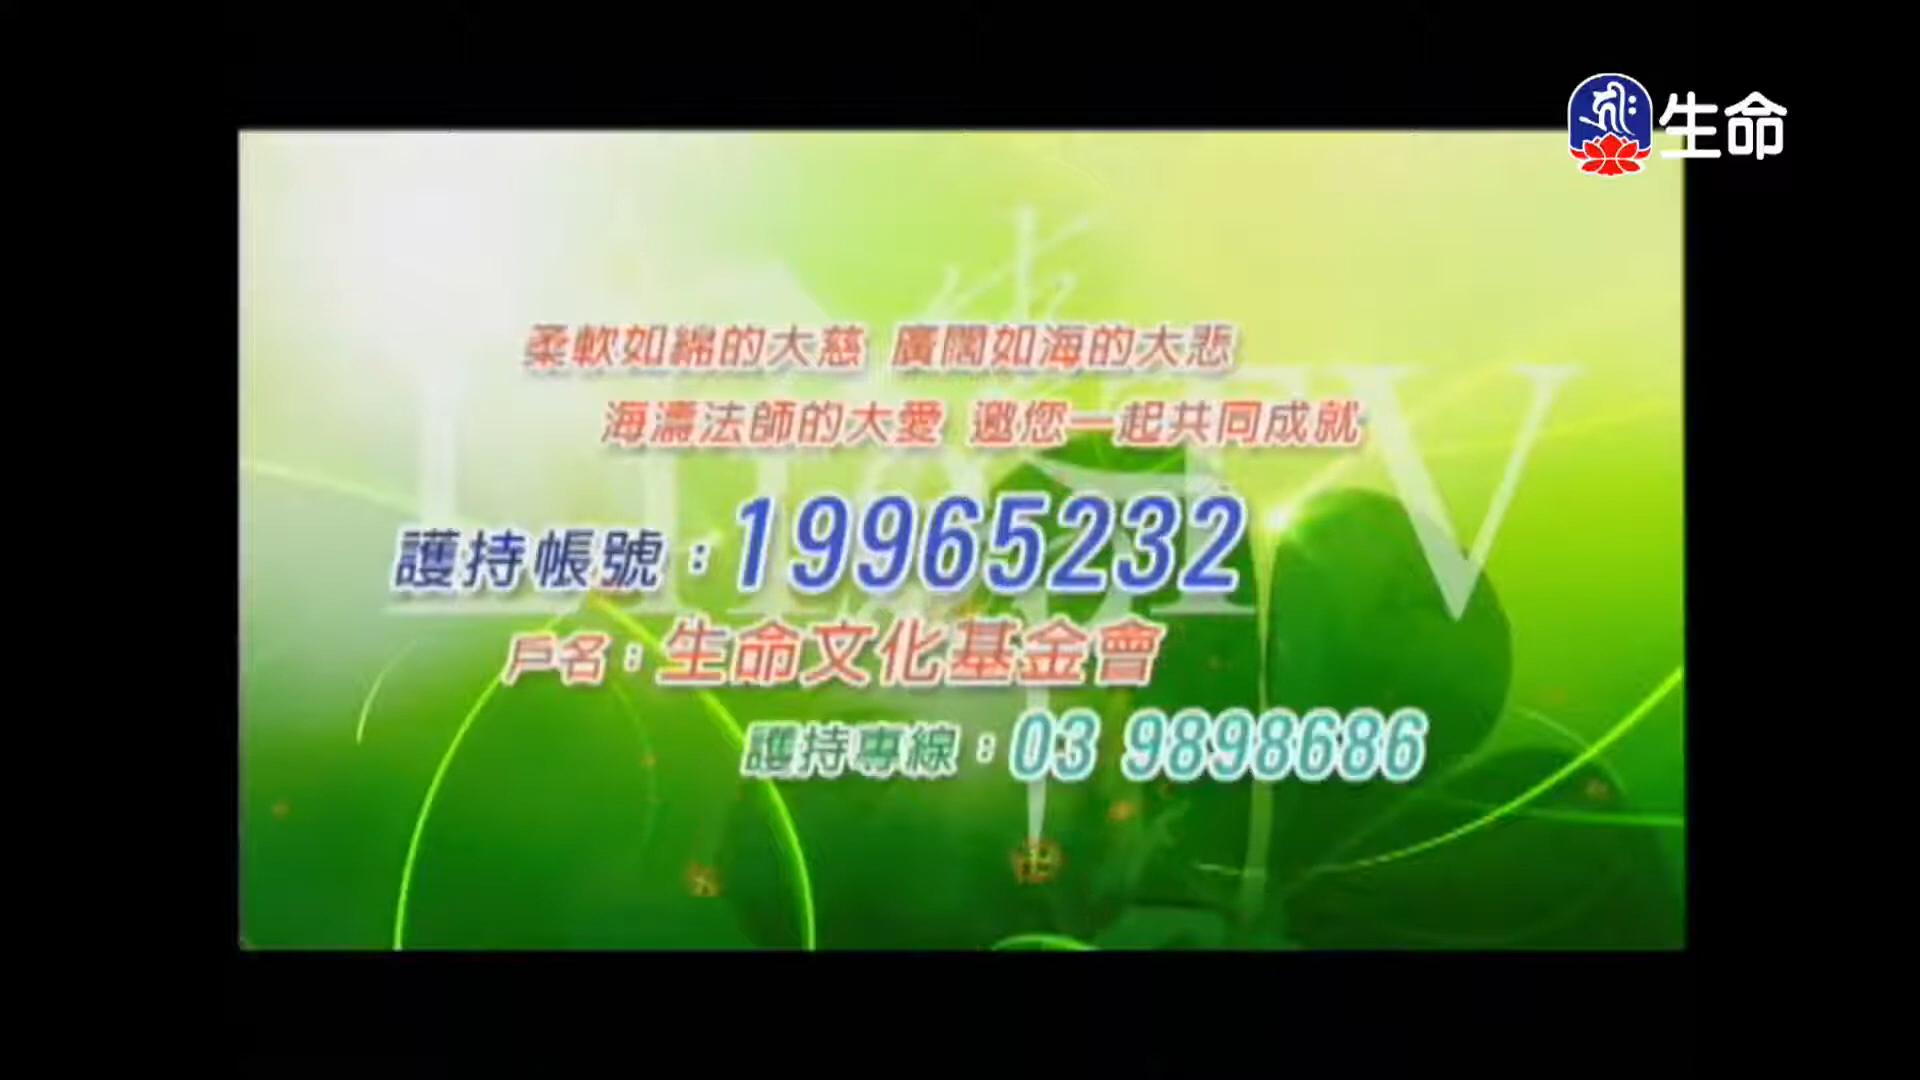 生命
柔軟如綿的大慈 廣闊如海的大悲
海濤法師的大愛 邀您一起共同成就
護持帳號：19965232
戶名：生命文化基金會
護持專線：03 9898686